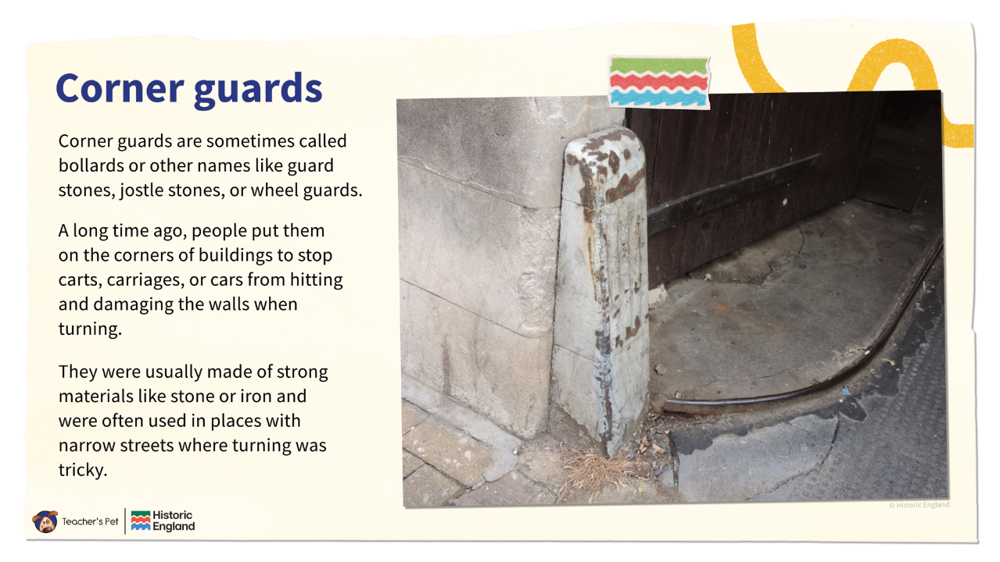 Corner guards
Corner guards are sometimes called
bollards or other names like guard
stones, jostle stones, or wheel guards.
A long time ago, people put them
on the corners of buildings to stop
carts, carriages, or cars from hitting
and damaging the walls when
turning.
They were usually made of strong
materials like stone or iron and
were often used in places with
narrow streets where turning was
tricky.
© Historic England
Teacher's Pet
Historic
England